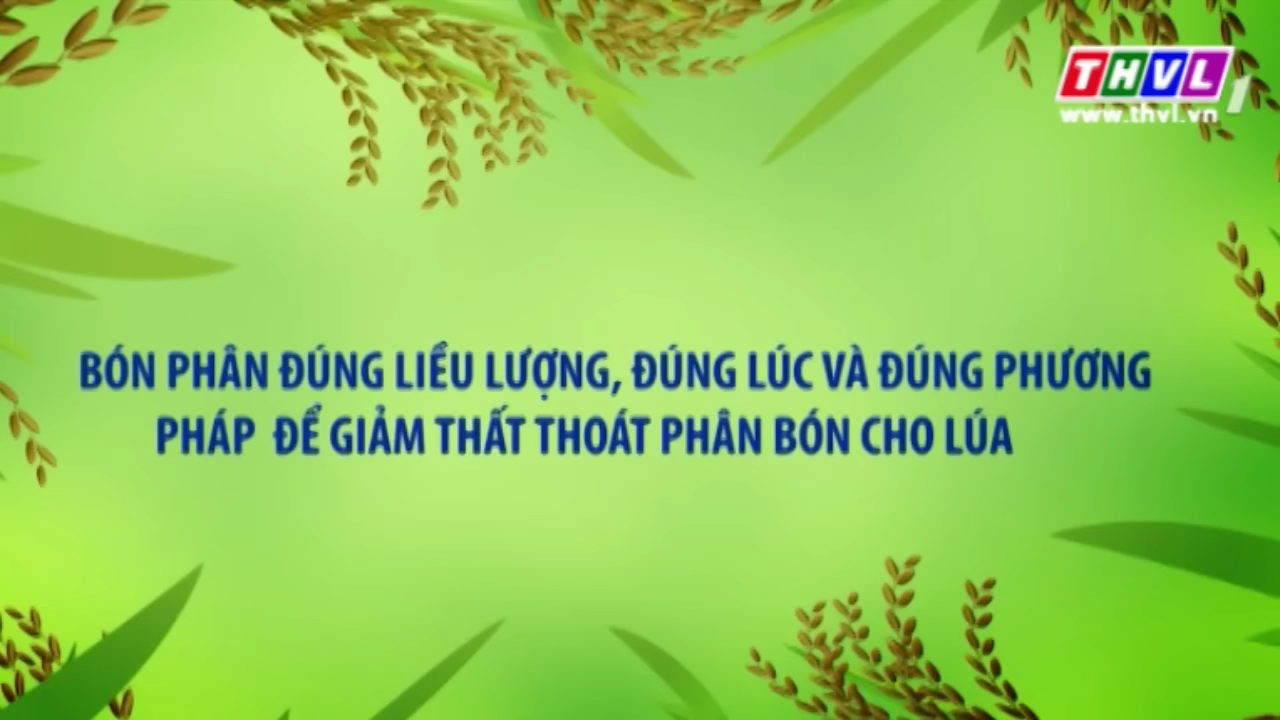 THVL 1
www.thvl.vn
BÓN PHÂN ĐÚNG LIỀU LƯỢNG, ĐÚNG LÚC VÀ ĐÚNG PHƯƠNG
PHÁP ĐỂ GIẢM THẤT THOÁT PHÂN BÓN CHO LÚA